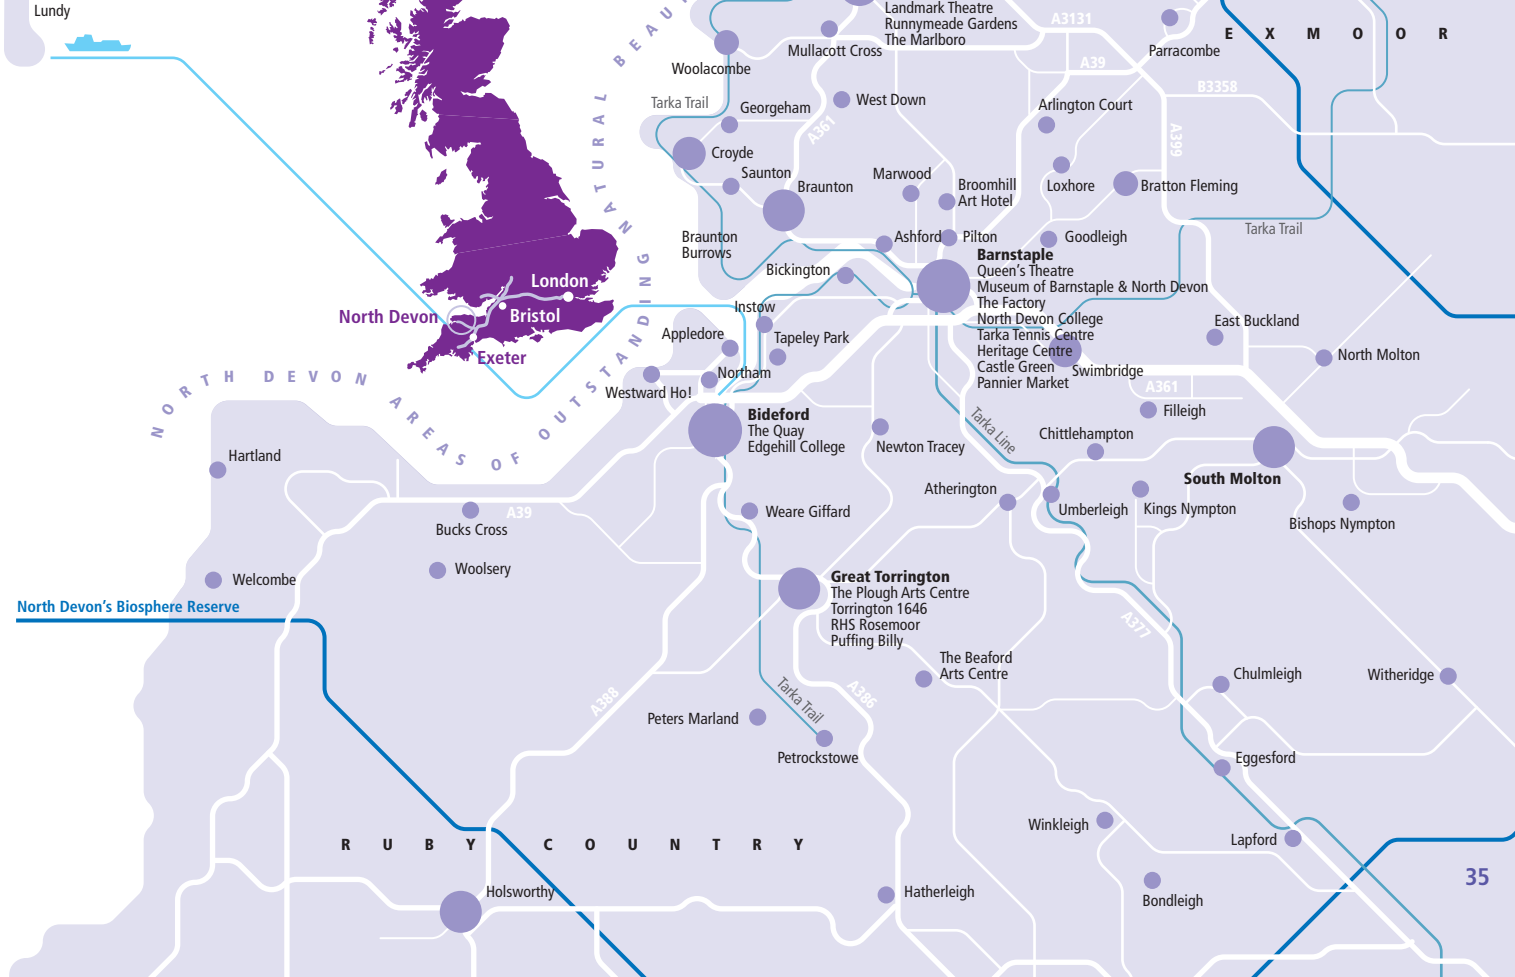 Lundy
Landmark Theatre
Runnymeade Gardens
The Marlboro
A3131
E X M O O R
Mullacott Cross
Parracombe
Woolacombe
A39
B3358
Tarka Trail
Georgeham
West Down
Arlington Court
A361
A399
Croyde
Saunton
Braunton
Marwood
Broomhill
Art Hotel
Loxhore
Bratton Fleming
Tarka Trail
Braunton
Burrows
Ashford
Pilton
Goodleigh
Bickington
Barnstaple
Queen's Theatre
Museum of Barnstaple & North Devon
The Factory
North Devon College
Tarka Tennis Centre
Heritage Centre
Castle Green
Pannier Market
London
Bristol
North Devon
Exeter
Instow
Appledore
Tapeley Park
East Buckland
North Molton
Swimbridge
Northam
Westward Ho!
A361
NORTH DEVON AREAS OF OUTSTANDING NATURAL BEAU
Bideford
The Quay
Edgehill College
Filleigh
Tarka Line
Chittlehampton
Newton Tracey
Hartland
South Molton
Atherington
Umberleigh
Kings Nympton
Bishops Nympton
A39
Bucks Cross
Weare Giffard
Woolsery
Welcombe
Great Torrington
The Plough Arts Centre
Torrington 1646
RHS Rosemoor
Puffing Billy
North Devon's Biosphere Reserve
A377
The Beaford
Arts Centre
Chulmleigh
Witheridge
A388
A386
Tarka Trail
Peters Marland
Petrockstowe
Eggesford
Winkleigh
Lapford
R U B Y C O U N T R Y
35
Holsworthy
Hatherleigh
Bondleigh